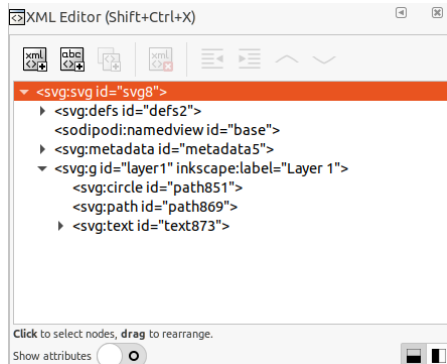 XML Editor (Shift+Ctrl+X)
xml abc xml
<svg:svg id="svg8">
<svg:defs id="defs2">
<sodipodi:namedview id="base">
<svg:metadata id="metadata5">
<svg:g id="layer1" inkscape:label="Layer 1">
<svg:circle id="path851">
<svg:path id="path869">
<svg:text id="text873">
Click to select nodes, drag to rearrange.
Show attributes